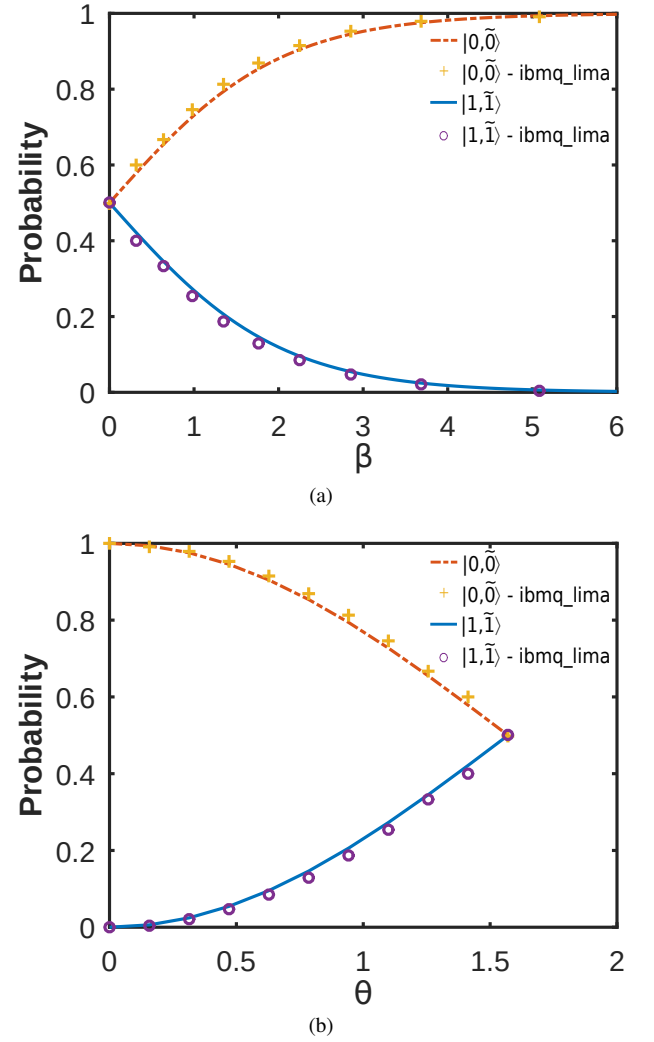 1
0.8
0.6
0.4
0.2
0
Probability
|0,0̃⟩
|0,0̃⟩ - ibmq_lima
|1,1̃⟩
|1,1̃⟩ - ibmq_lima
0 1 2 3 4 5 6
β
(a)
1
0.8
0.6
0.4
0.2
0
Probability
|0,0̃⟩
|0,0̃⟩ - ibmq_lima
|1,1̃⟩
|1,1̃⟩ - ibmq_lima
0 0.5 1 1.5 2
θ
(b)